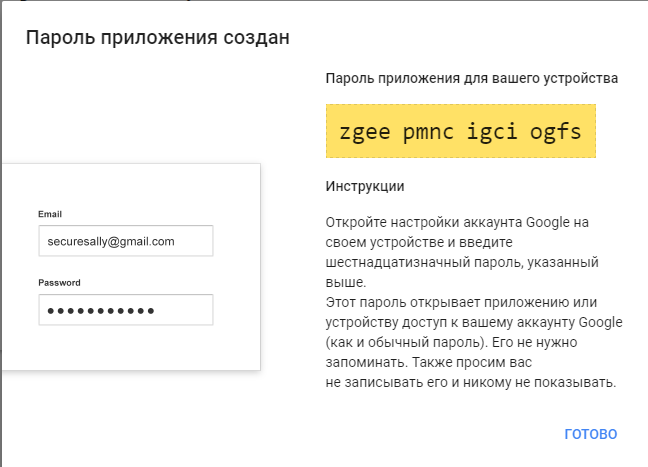 Пароль приложения создан
Пароль приложения для вашего устройства
zgee pmnc igci ogfs
Email
securesally@gmail.com
Password
Инструкции
Откройте настройки аккаунта Google на
своем устройстве и введите
шестнадцатизначный пароль, указанный
выше.
Этот пароль открывает приложению или
устройству доступ к вашему аккаунту Google
(как и обычный пароль). Его не нужно
запоминать. Также просим вас
не записывать его и никому не показывать.
ГОТОВО